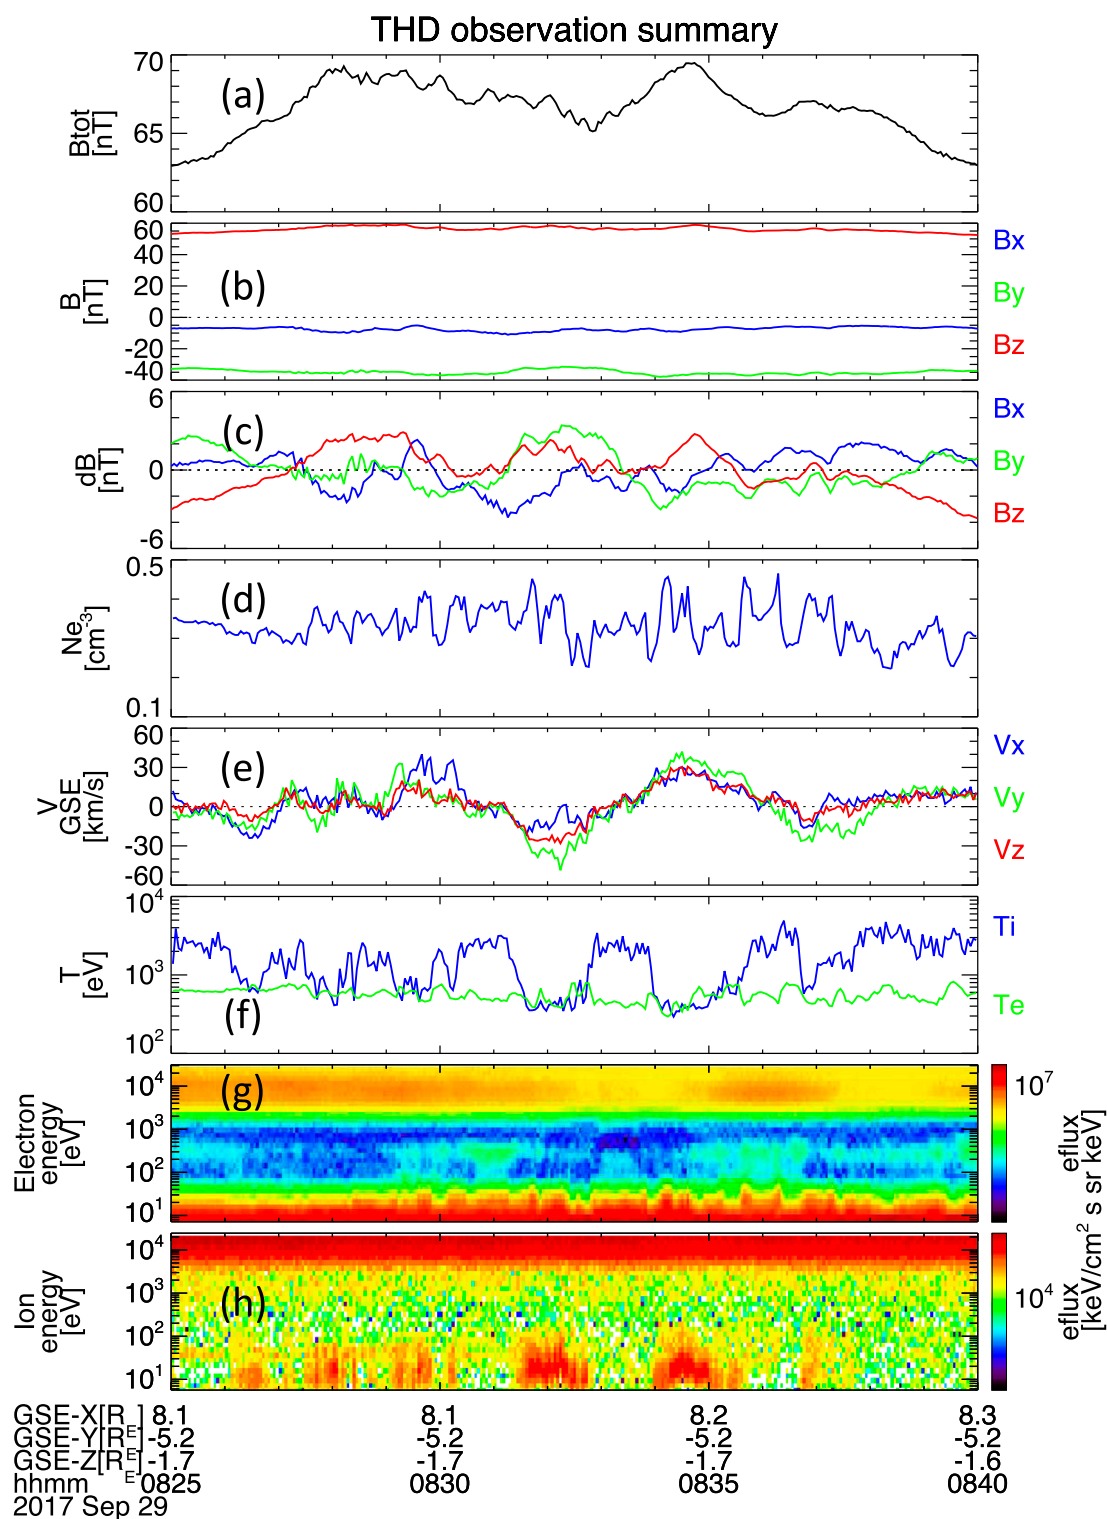 THD observation summary
70
65
60
Btot
[nT]
(a)
60
40
20
0
-20
-40
B
[nT]
(b)
Bx
By
Bz
6
0
-6
dB
[nT]
(c)
Bx
By
Bz
0.5
0.1
Ne
[cm-3]
(d)
60
30
0
-30
-60
V
GSE
[km/s]
(e)
Vx
Vy
Vz
10^4
10^3
10^2
T
[eV]
(f)
Ti
Te
10^4
10^3
10^2
10^1
Electron
energy
[eV]
(g)
10^7
10^4
10^3
10^2
10^1
Ion
energy
[eV]
(h)
10^4
eflux
[keV/cm^2 s sr keV]
GSE-X[RE] 8.1 8.1 8.2 8.3
GSE-Y[RE] -5.2 -5.2 -5.2 -5.2
GSE-Z[RE] -1.7 -1.7 -1.7 -1.6
hhmm 0825 0830 0835 0840
2017 Sep 29